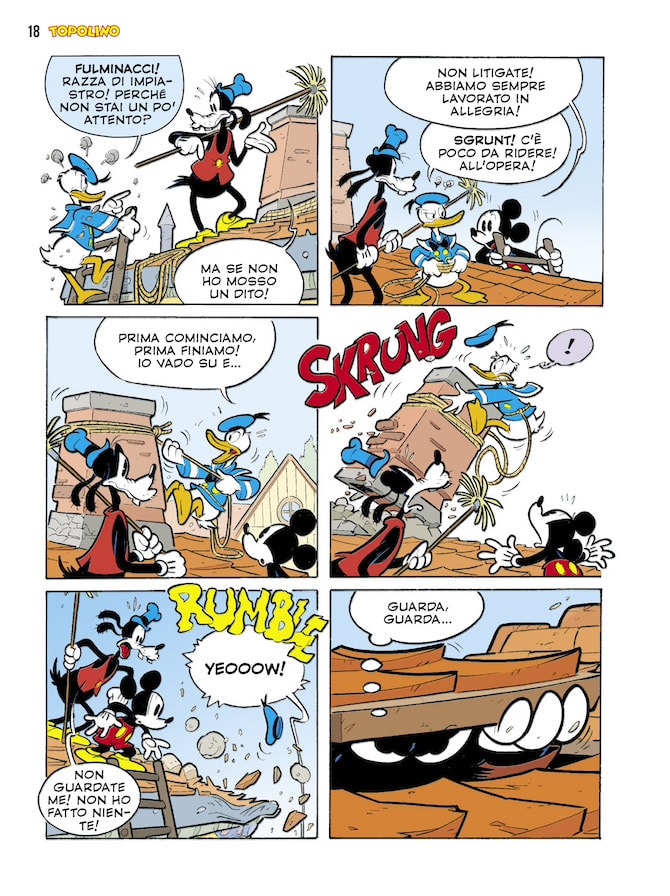 18 TOPOLINO
FULMINACCI!
RAZZA DI IMPIA-
STRO! PERCHÉ
NON STAI UN PO'
ATTENTO?
MA SE NON
HO MOSSO
UN DITO!
NON LITIGATE!
ABBIAMO SEMPRE
LAVORATO IN
ALLEGRIA!
SGRUNT! C'È
POCO DA RIDERE!
ALL'OPERA!
PRIMA COMINCIAMO,
PRIMA FINIAMO!
IO VADO SU E...
SKRUNG
!
RUMBLE
YEOOOW!
NON
GUARDATE
ME! NON HO
FATTO NIEN-
TE!
GUARDA,
GUARDA...